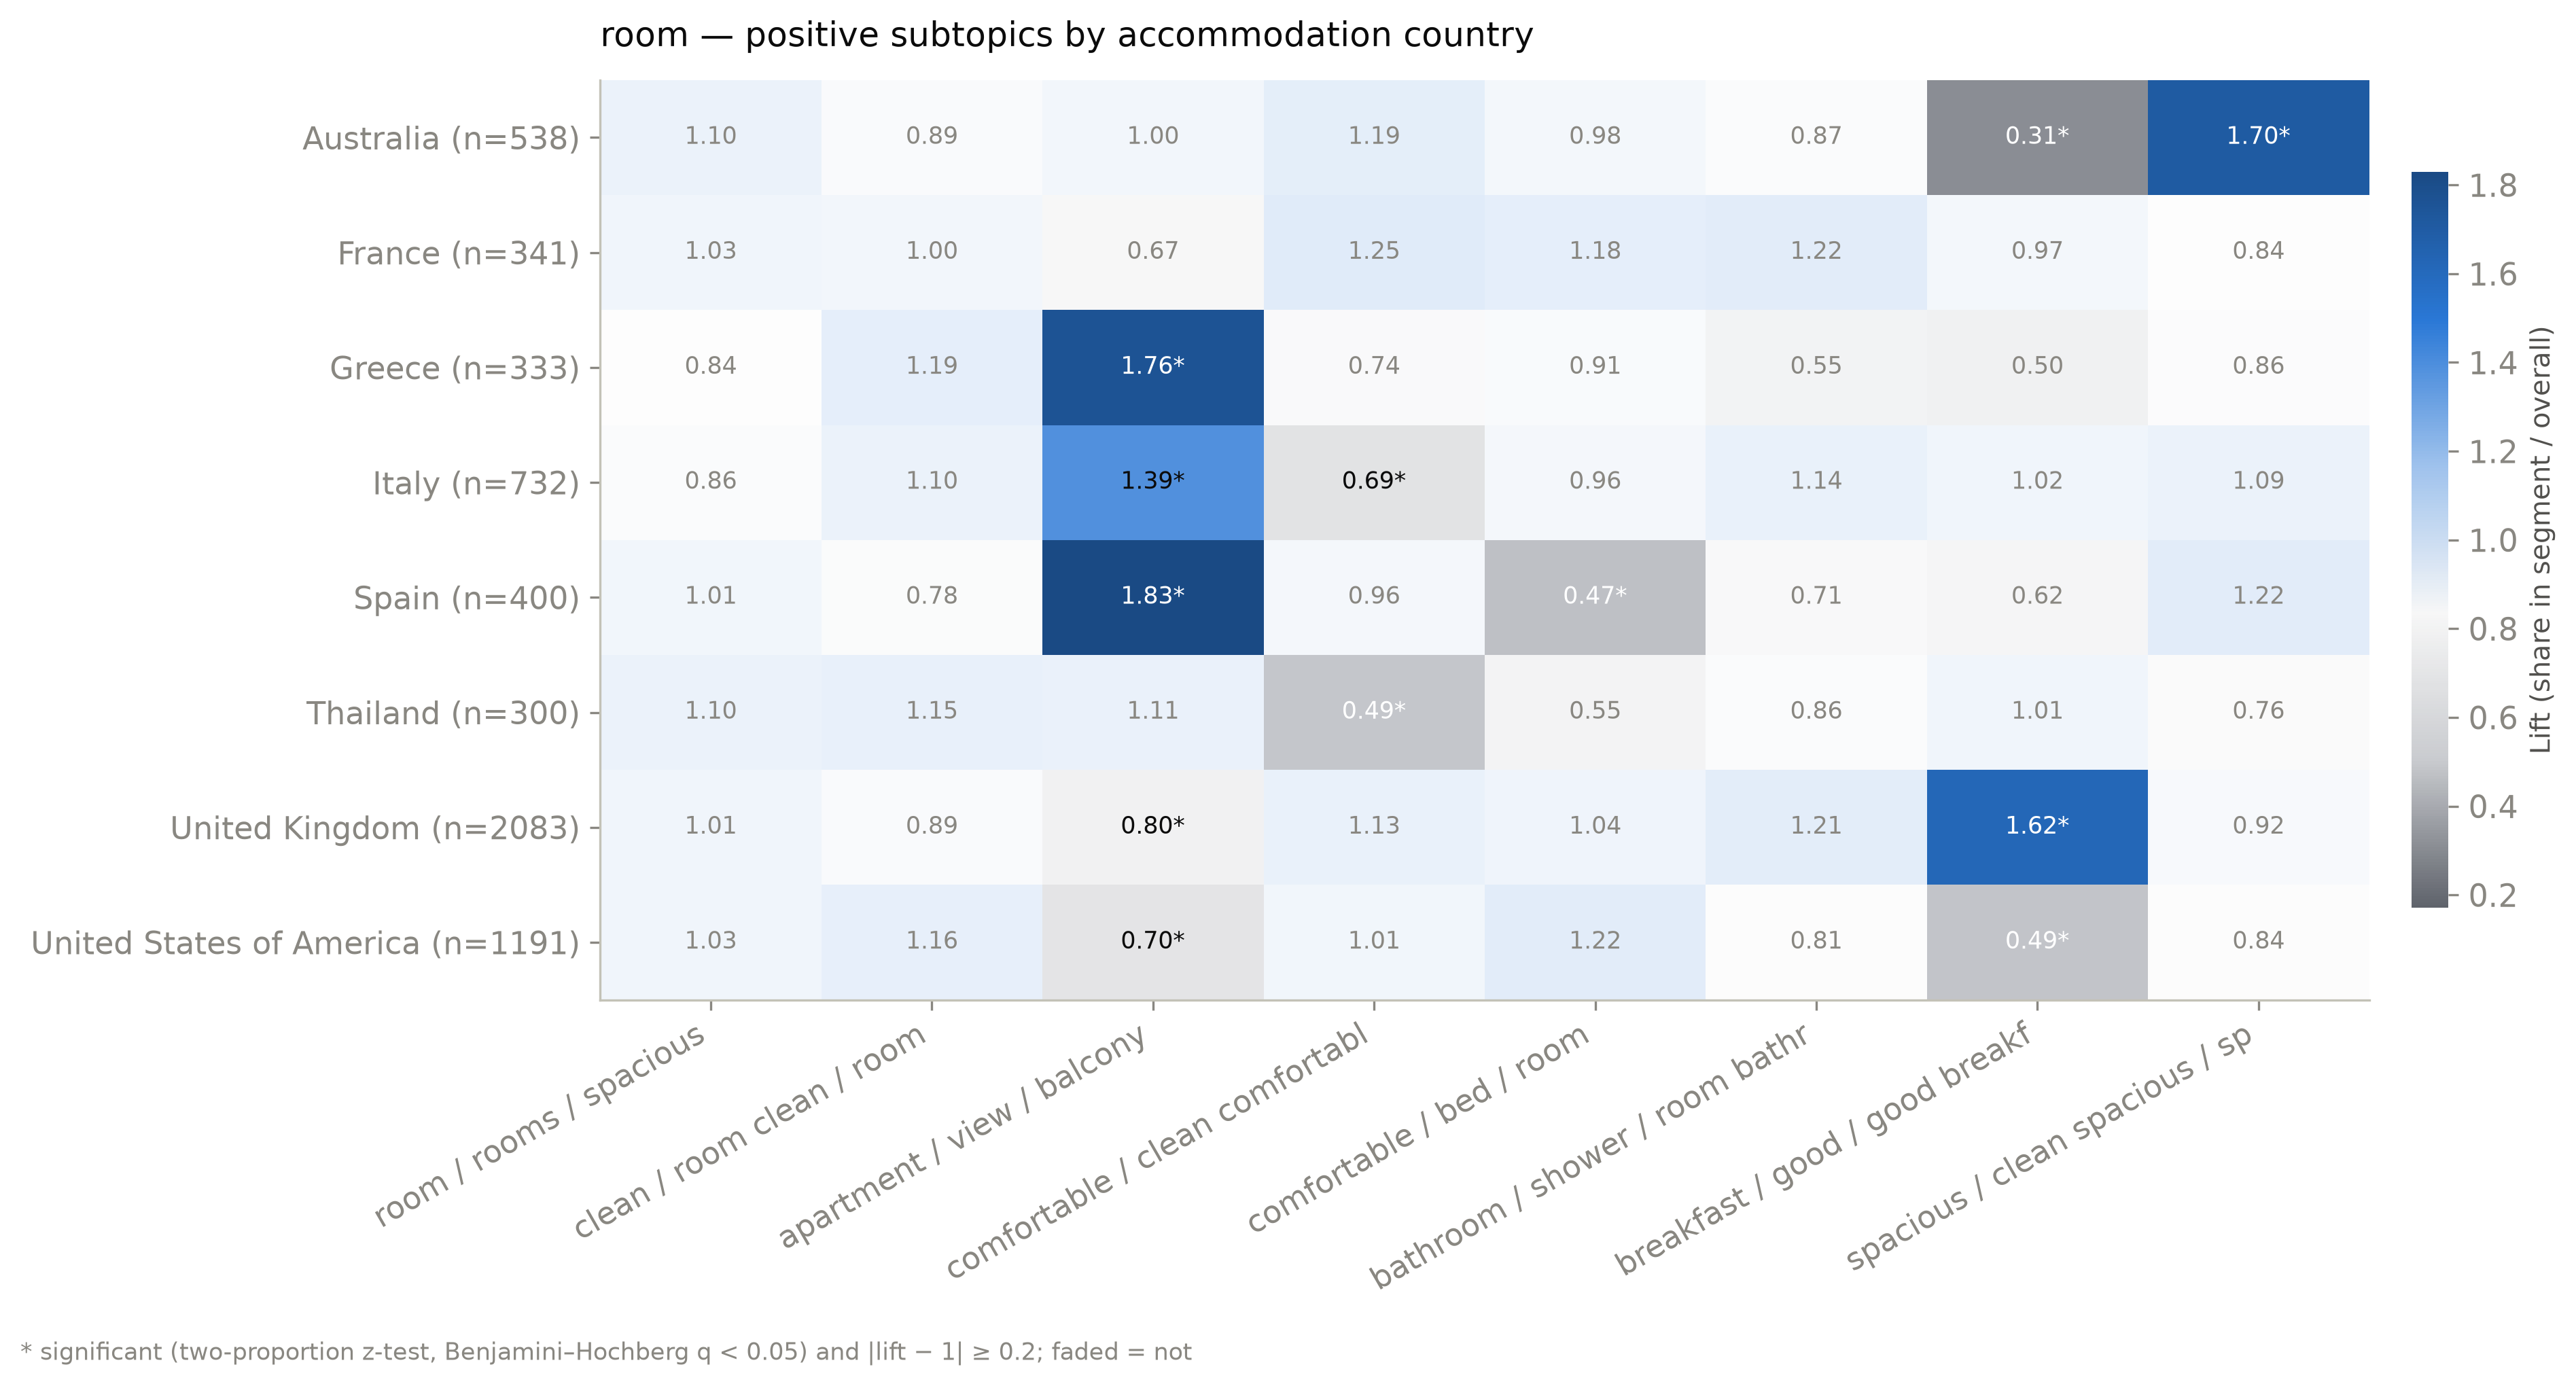 room — positive subtopics by accommodation country
Australia (n=538) 1.10 0.89 1.00 1.19 0.98 0.87 0.31* 1.70*
France (n=341) 1.03 1.00 0.67 1.25 1.18 1.22 0.97 0.84
Greece (n=333) 0.84 1.19 1.76* 0.74 0.91 0.55 0.50 0.86
Italy (n=732) 0.86 1.10 1.39* 0.69* 0.96 1.14 1.02 1.09
Spain (n=400) 1.01 0.78 1.83* 0.96 0.47* 0.71 0.62 1.22
Thailand (n=300) 1.10 1.15 1.11 0.49* 0.55 0.86 1.01 0.76
United Kingdom (n=2083) 1.01 0.89 0.80* 1.13 1.04 1.21 1.62* 0.92
United States of America (n=1191) 1.03 1.16 0.70* 1.01 1.22 0.81 0.49* 0.84
room / rooms / spacious
clean / room clean / room
apartment / view / balcony
comfortable / clean comfortabl
comfortable / bed / room
bathroom / shower / room bathr
breakfast / good / good breakf
spacious / clean spacious / sp
1.8
1.6
1.4
1.2
1.0
0.8
0.6
0.4
0.2
Lift (share in segment / overall)
* significant (two-proportion z-test, Benjamini–Hochberg q < 0.05) and |lift − 1| ≥ 0.2; faded = not